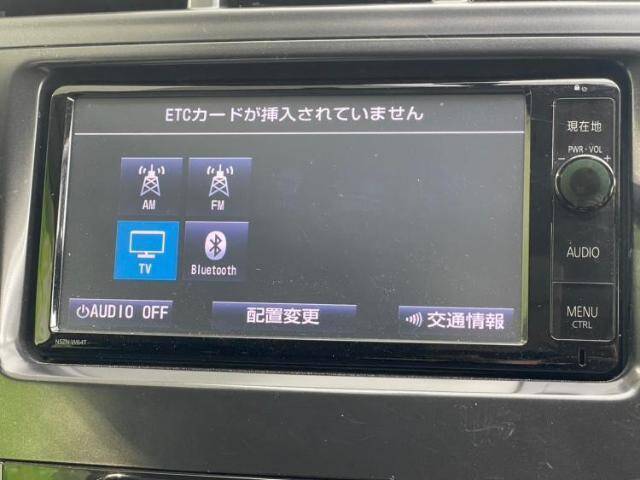 ETCカードが挿入されていません
現在地
PWR・VOL
AM
FM
AUDIO
TV
Bluetooth
AUDIO OFF
配置変更
交通情報
MENU
CTRL
NSZN-W64T